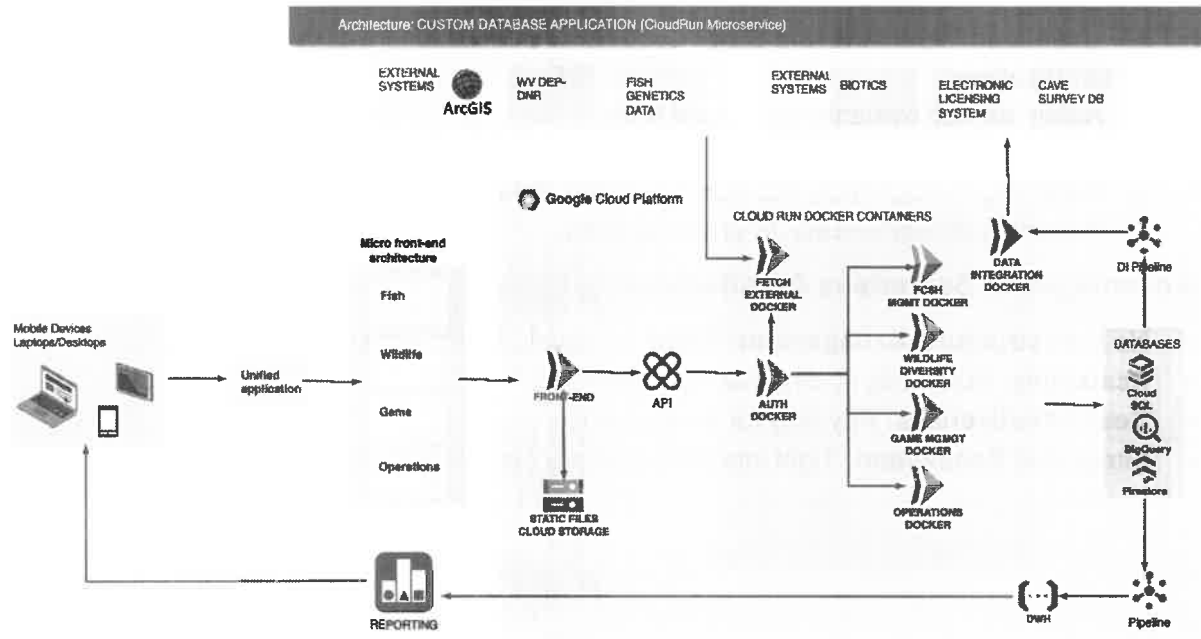 Architecture: CUSTOM DATABASE APPLICATION (CloudRun Microservice)
EXTERNAL
SYSTEMS
ArcGIS
WV DEP-
DNR
FISH
GENETICS
DATA
EXTERNAL
SYSTEMS
BIOTICS
ELECTRONIC
LICENSING
SYSTEM
CAVE
SURVEY DB
Google Cloud Platform
CLOUD RUN DOCKER CONTAINERS
Micro front-end
architecture
Fish
Wildlife
Game
Operations
Mobile Devices
Laptops/Desktops
Unified
application
FRONT-END
API
AUTH
DOCKER
FETCH
EXTERNAL
DOCKER
MGMT DOCKER
WILDLIFE
DIVERSITY
DOCKER
GAME MGMGT
DOCKER
OPERATIONS
DOCKER
DATA
INTEGRATION
DOCKER
DI Pipeline
DATABASES
Cloud
SQL
BigQuery
Firestore
STATIC FILES
CLOUD STORAGE
REPORTING
DWH
Pipeline